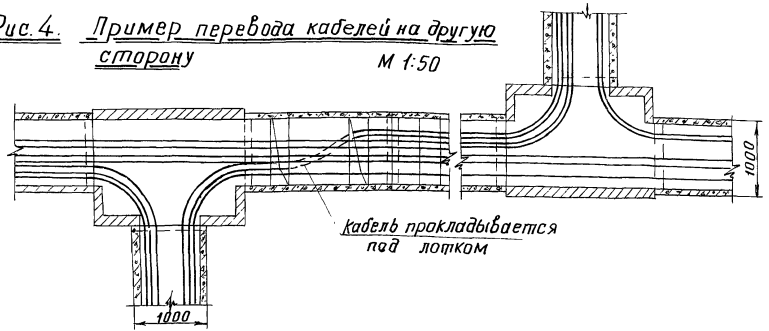 Рис. 4. Пример перевода кабелей на другую
сторону М 1:50
1000
кабель прокладывается
под лотком
1000